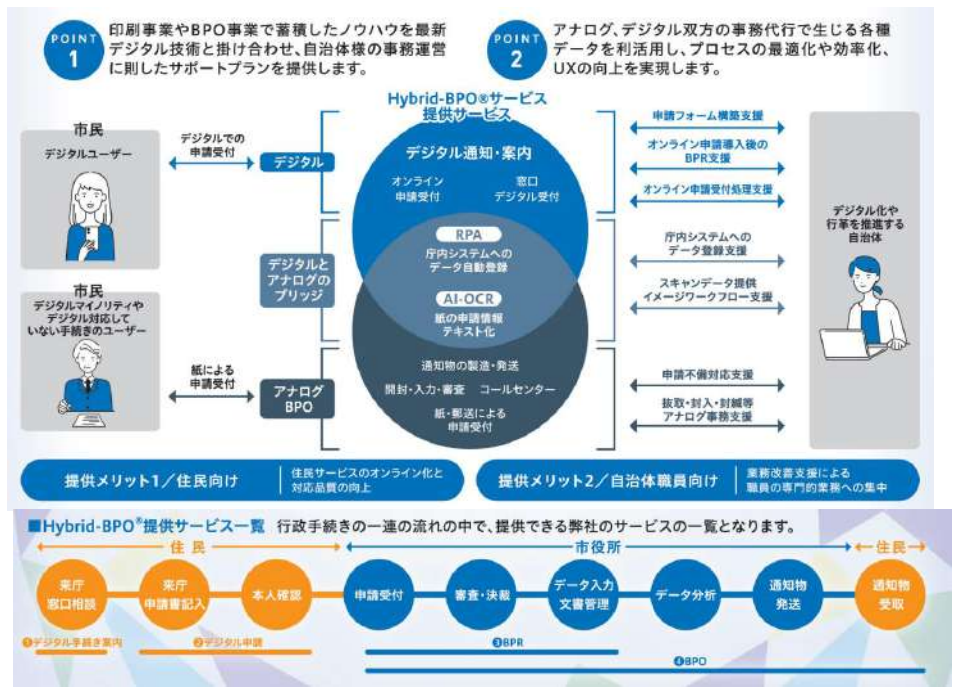 POINT
1
印刷事業やBPO事業で蓄積したノウハウを最新
デジタル技術と掛け合わせ、自治体様の事務運営
に則したサポートプランを提供します。
POINT
2
アナログ、デジタル双方の事務代行で生じる各種
データを利活用し、プロセスの最適化や効率化、
UXの向上を実現します。
Hybrid-BPO®サービス
提供サービス
市民
デジタルユーザー
デジタルでの
申請受付
デジタル
デジタル通知・案内
オンライン
申請受付
窓口
デジタル受付
申請フォーム構築支援
オンライン申請導入後の
BPR支援
オンライン申請受付処理支援
デジタル化や
行革を推進する
自治体
デジタルと
アナログの
ブリッジ
RPA
庁内システムへの
データ自動登録
AI-OCR
紙の申請情報
テキスト化
庁内システムへの
データ登録支援
スキャンデータ提供
イメージワークフロー支援
市民
デジタルマイノリティや
デジタル対応して
いない手続きのユーザー
紙による
申請受付
アナログ
BPO
通知物の製造・発送
開封・入力・審査 コールセンター
紙・郵送による
申請受付
申請不備対応支援
抜取・封入・封緘等
アナログ事務支援
提供メリット1／住民向け
住民サービスのオンライン化と
対応品質の向上
提供メリット2／自治体職員向け
業務改善支援による
職員の専門的業務への集中
■Hybrid-BPO®提供サービス一覧 行政手続きの一連の流れの中で、提供できる弊社のサービスの一覧となります。
住民
市役所
住民
来庁
窓口相談
来庁
申請書記入
本人確認
申請受付
審査・決裁
データ入力
文書管理
データ分析
通知物
発送
通知物
受取
❶デジタル手続き案内
❷デジタル申請
❸BPR
❹BPO